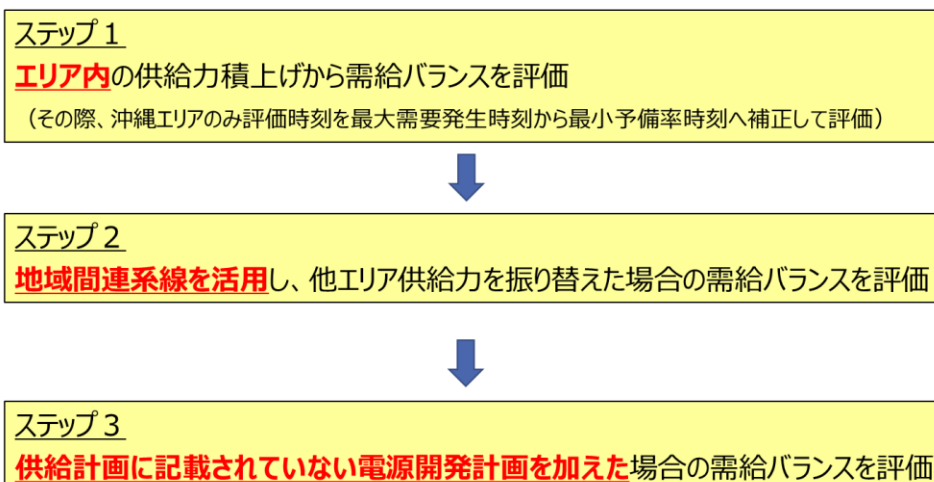 ステップ1
エリア内の供給力積上げから需給バランスを評価
（その際、沖縄エリアのみ評価時刻を最大需要発生時刻から最小予備率時刻へ補正して評価）
ステップ2
地域間連系線を活用し、他エリア供給力を振り替えた場合の需給バランスを評価
ステップ3
供給計画に記載されていない電源開発計画を加えた場合の需給バランスを評価